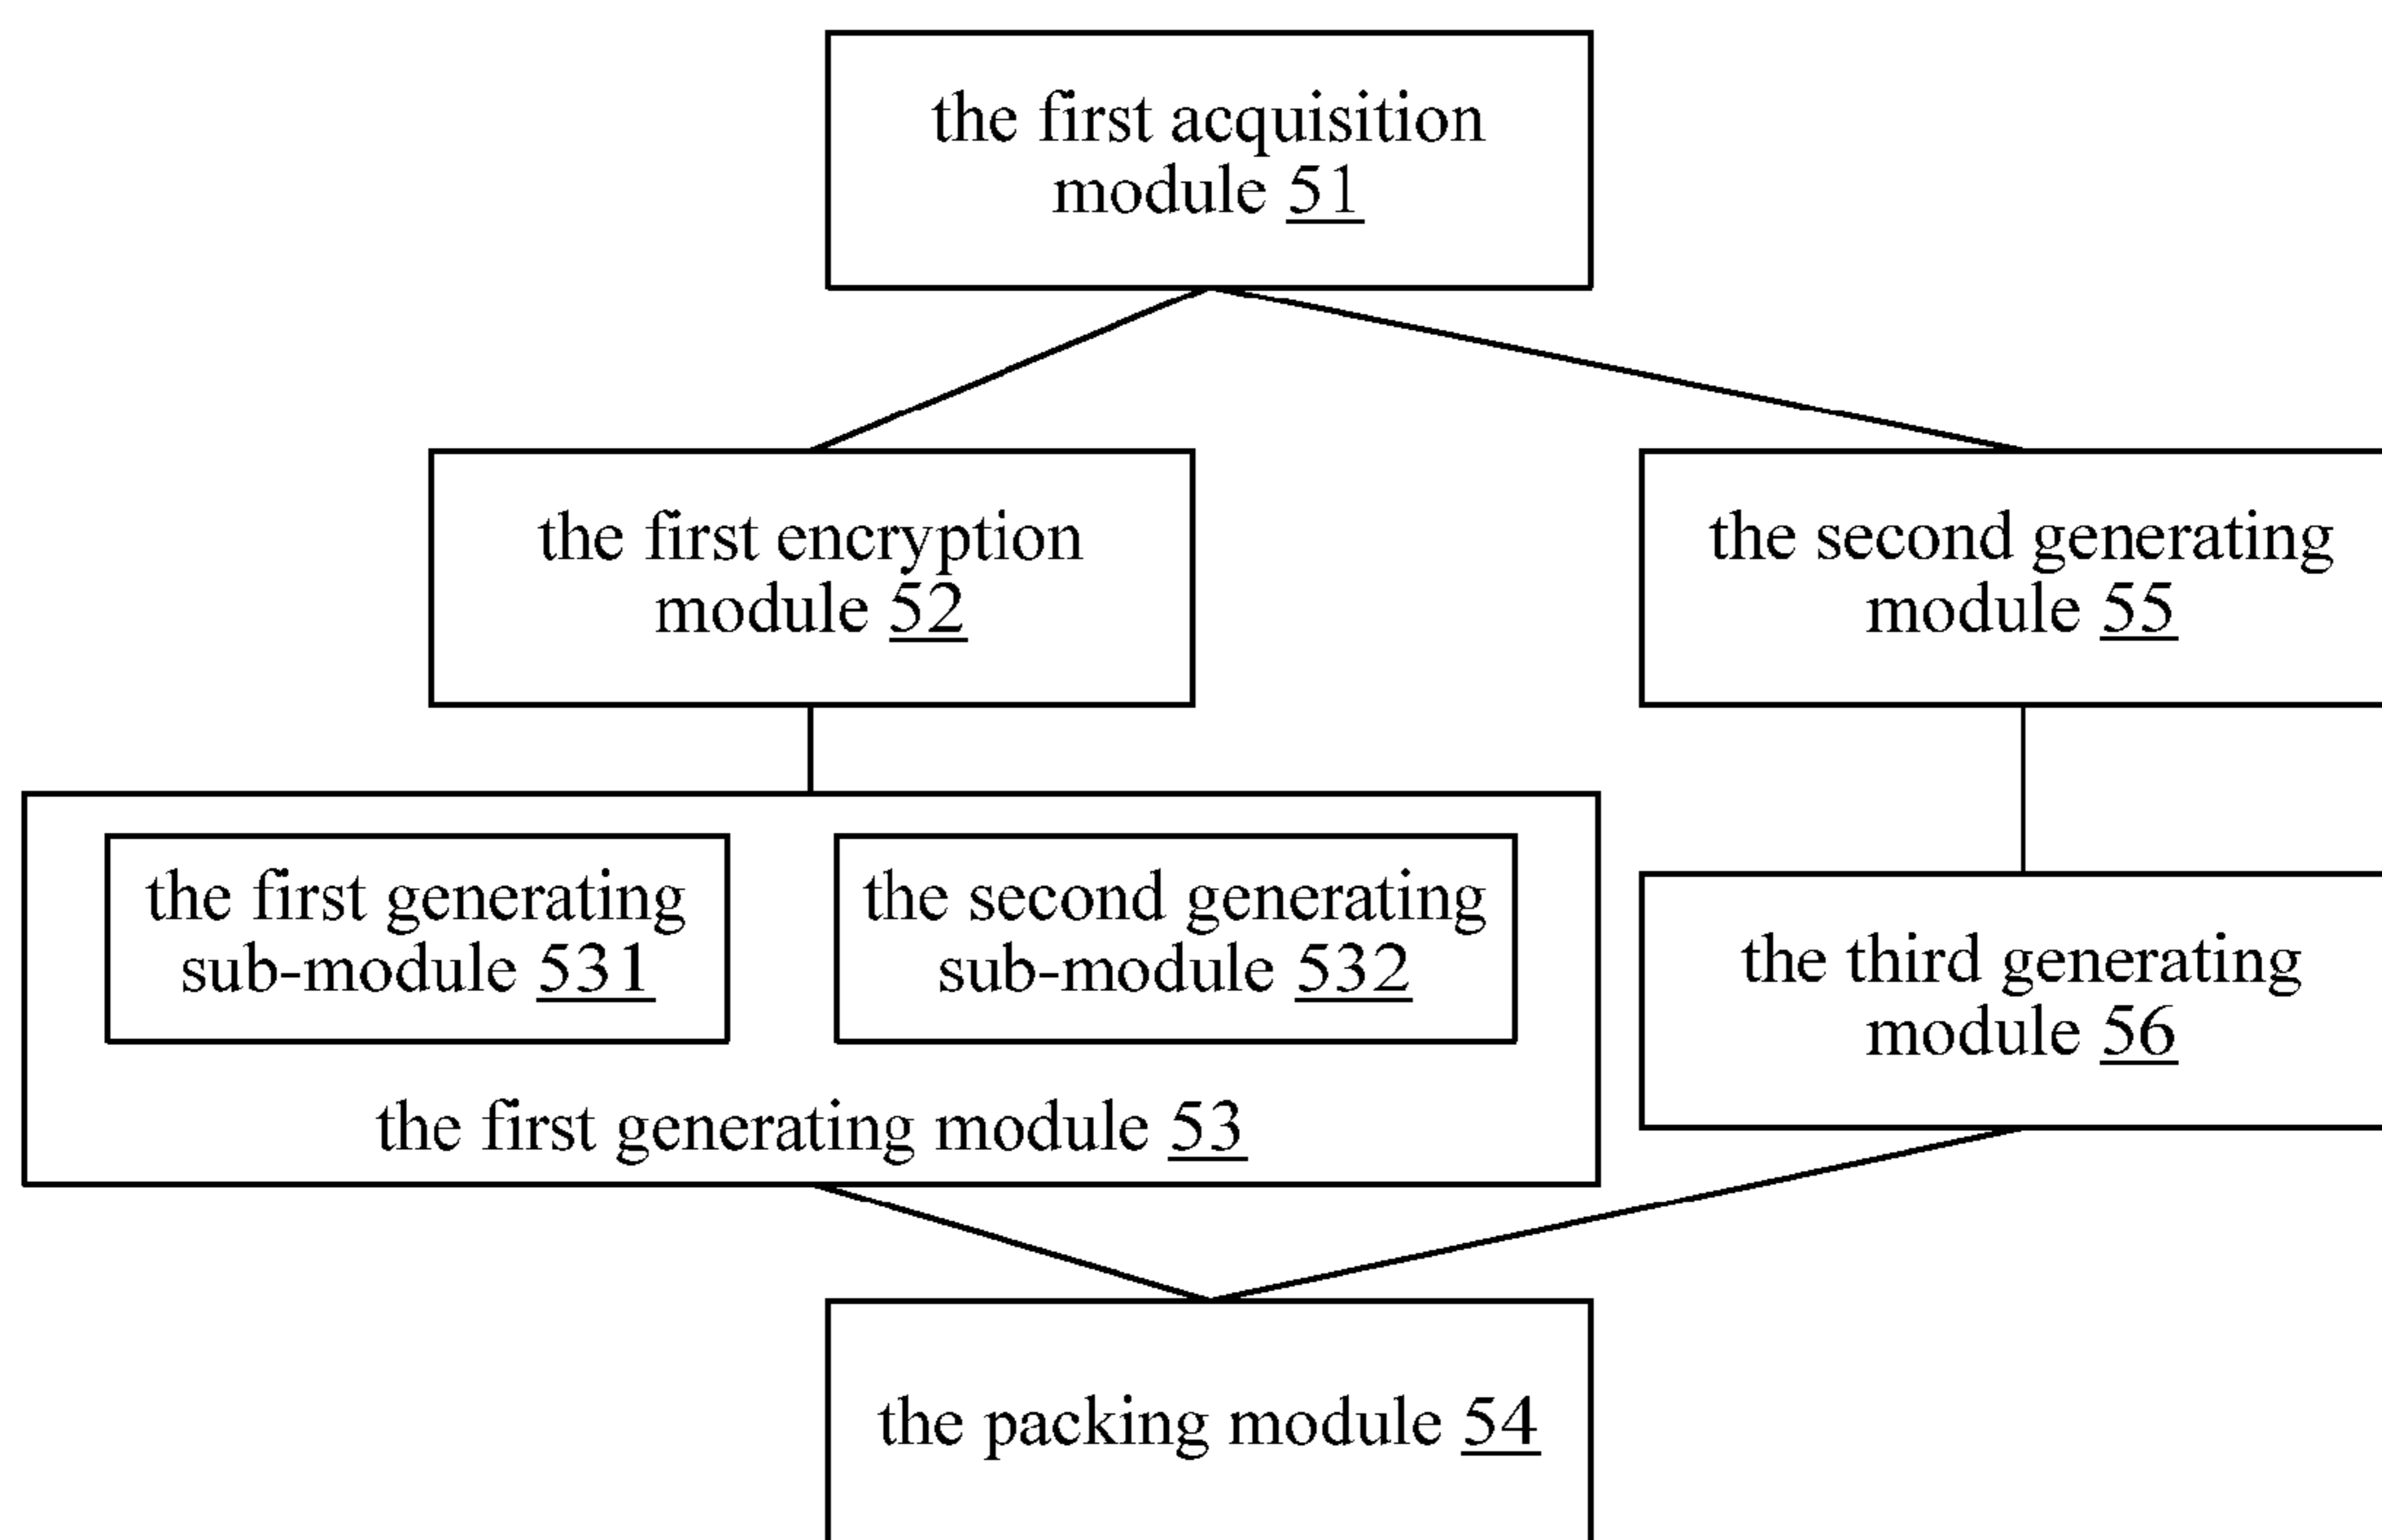 the first acquisition
module 51
the first encryption
module 52
the second generating
module 55
the first generating
sub-module 531
the second generating
sub-module 532
the first generating module 53
the third generating
module 56
the packing module 54